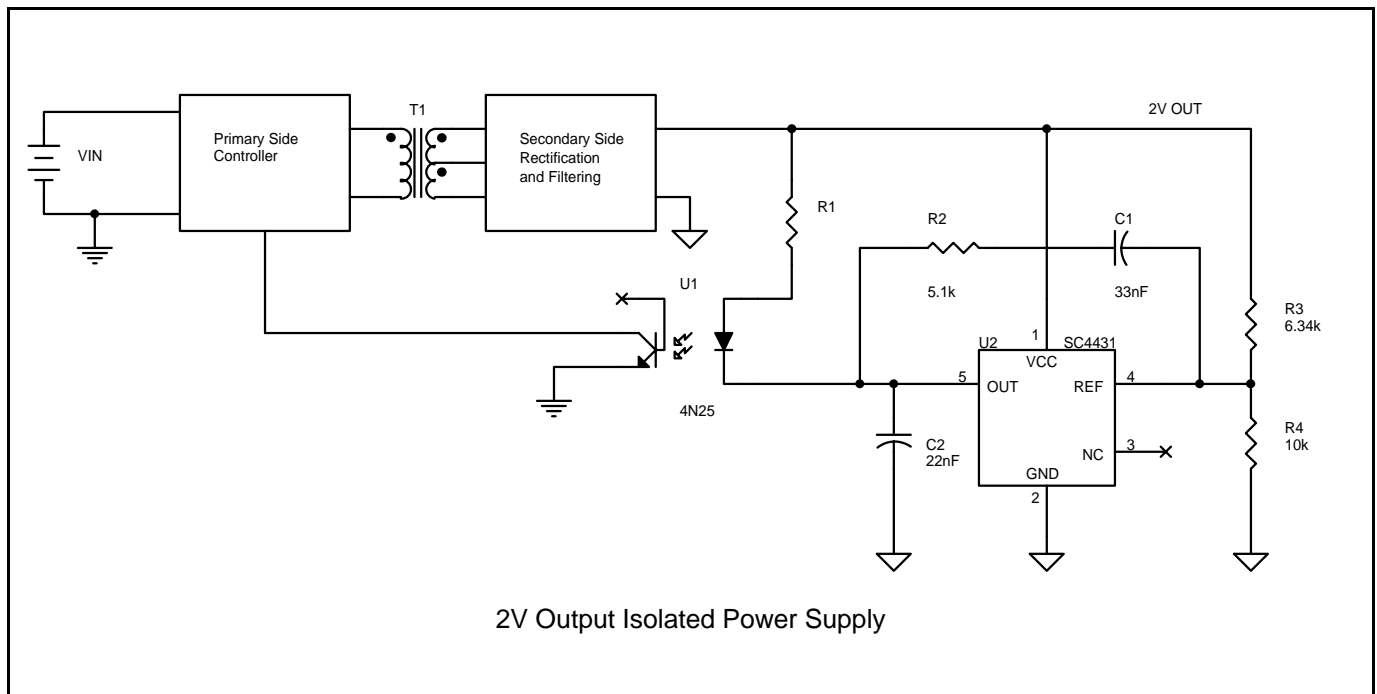 T1
2V OUT
Primary Side
Controller
Secondary Side
Rectification
and Filtering
VIN
R1
R2
C1
U1
5.1k
33nF
R3
6.34k
1
U2
SC4431
VCC
5
OUT
REF
4
4N25
R4
10k
C2
22nF
NC
3
GND
2
2V Output Isolated Power Supply